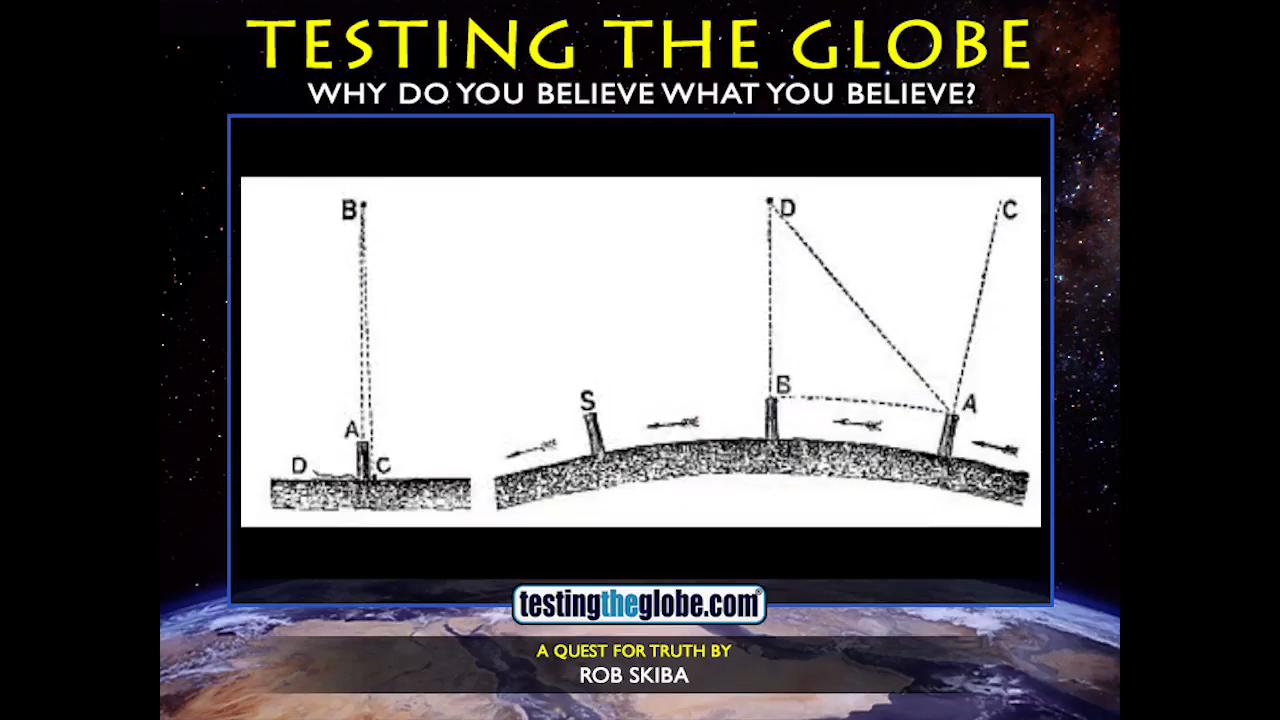 TESTING THE GLOBE
WHY DO YOU BELIEVE WHAT YOU BELIEVE?
B
D
C
A
D
C
S
B
A
testingtheglobe.com®
A QUEST FOR TRUTH BY
ROB SKIBA